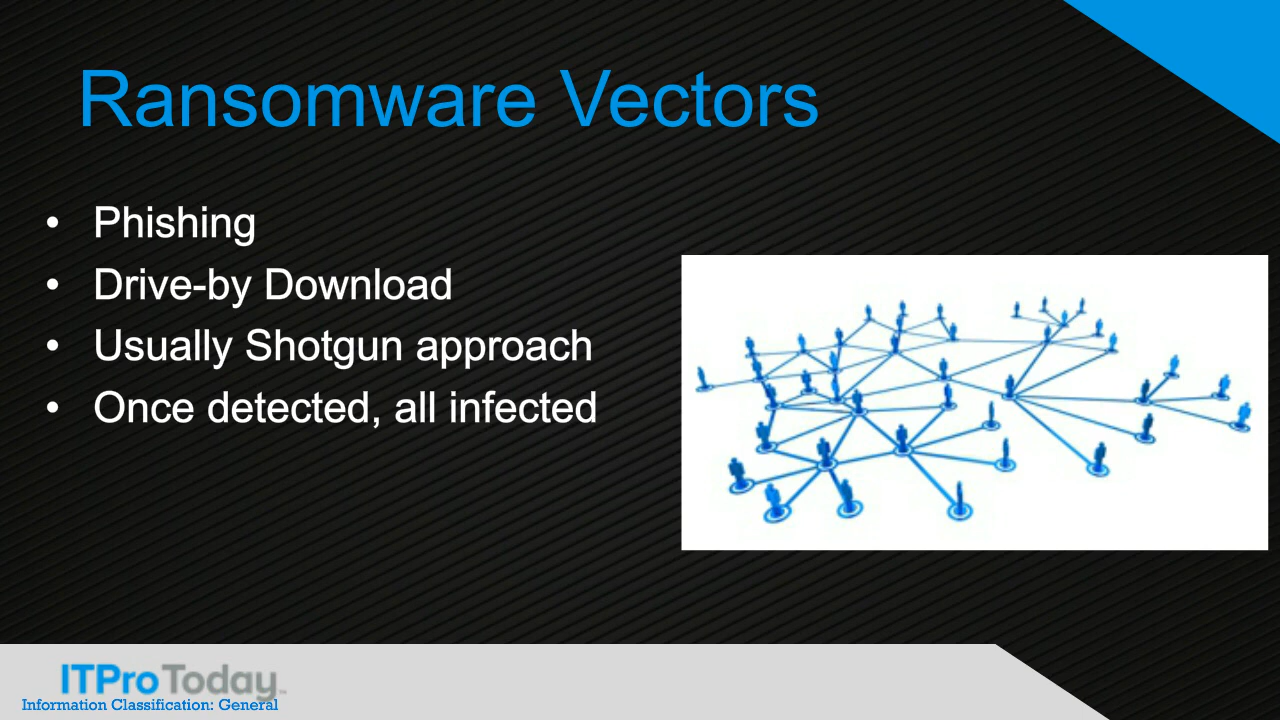 Ransomware Vectors
• Phishing
• Drive-by Download
• Usually Shotgun approach
• Once detected, all infected
ITProToday
Information Classification: General